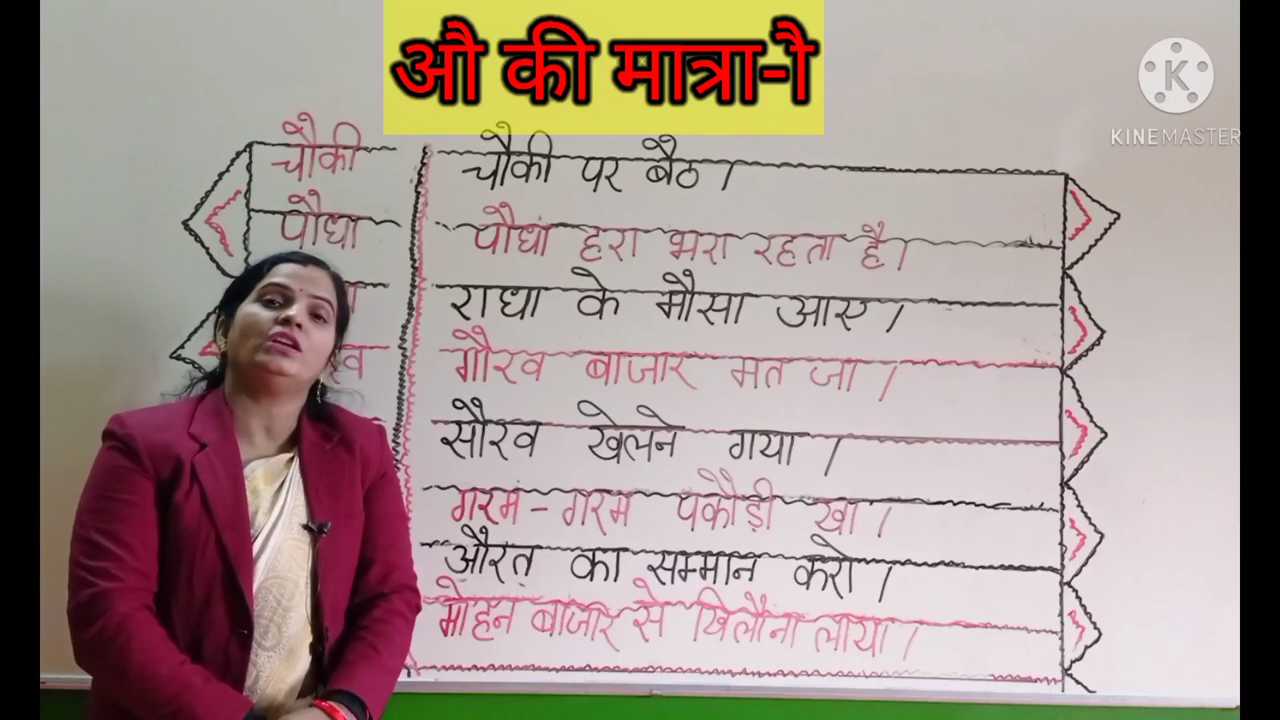 औ की मात्रा-ौ
KINEMASTER
चौकी चौकी पर बैठ।
पौधा पौधा हरा भरा रहता है।
राधा के मौसा आए।
गौरव बाजार मत जा।
सौरव खेलने गया।
गरम-गरम पकौड़ी खा।
औरत का सम्मान करो।
मोहन बाजार से खिलौना लाया।